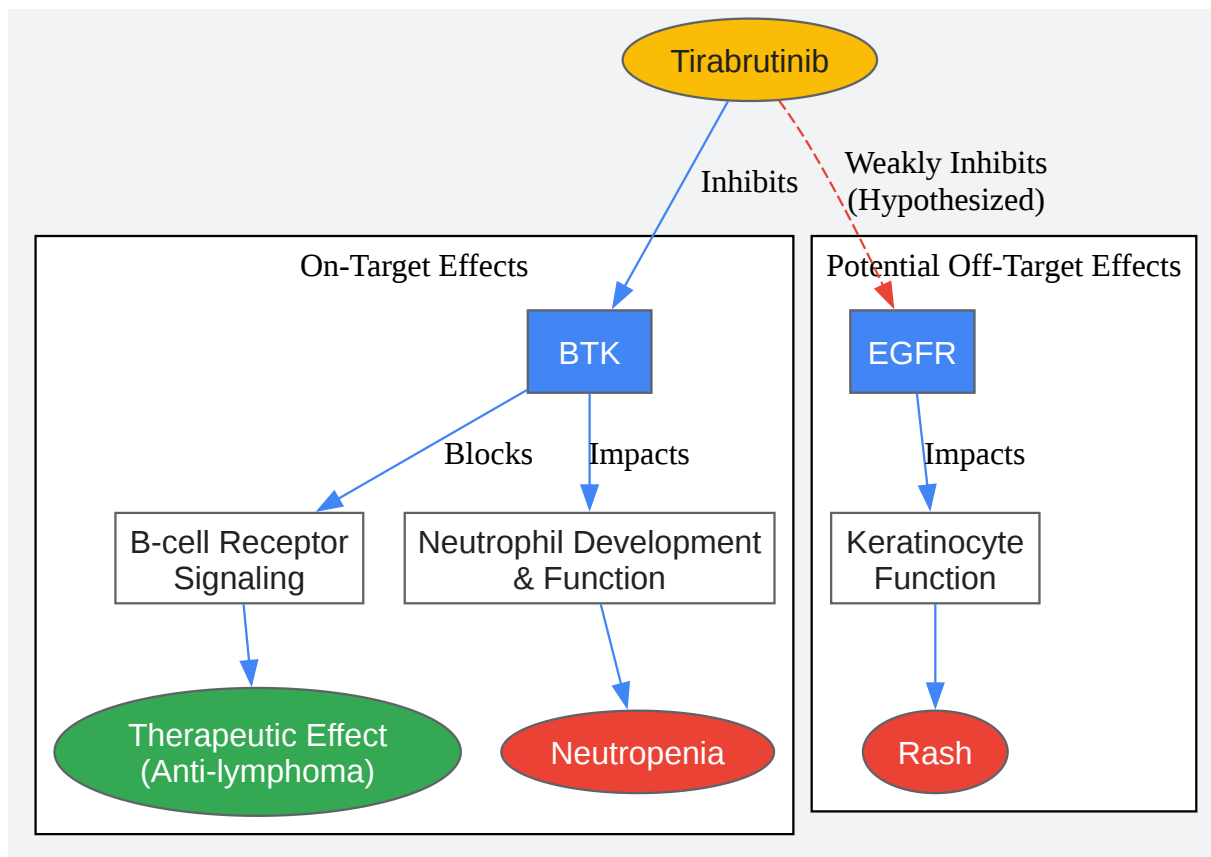 Tirabrutinib
Inhibits
Weakly Inhibits
(Hypothesized)
On-Target Effects
Potential Off-Target Effects
BTK
EGFR
Blocks
Impacts
Impacts
B-cell Receptor
Signaling
Neutrophil Development
& Function
Keratinocyte
Function
Therapeutic Effect
(Anti-lymphoma)
Neutropenia
Rash